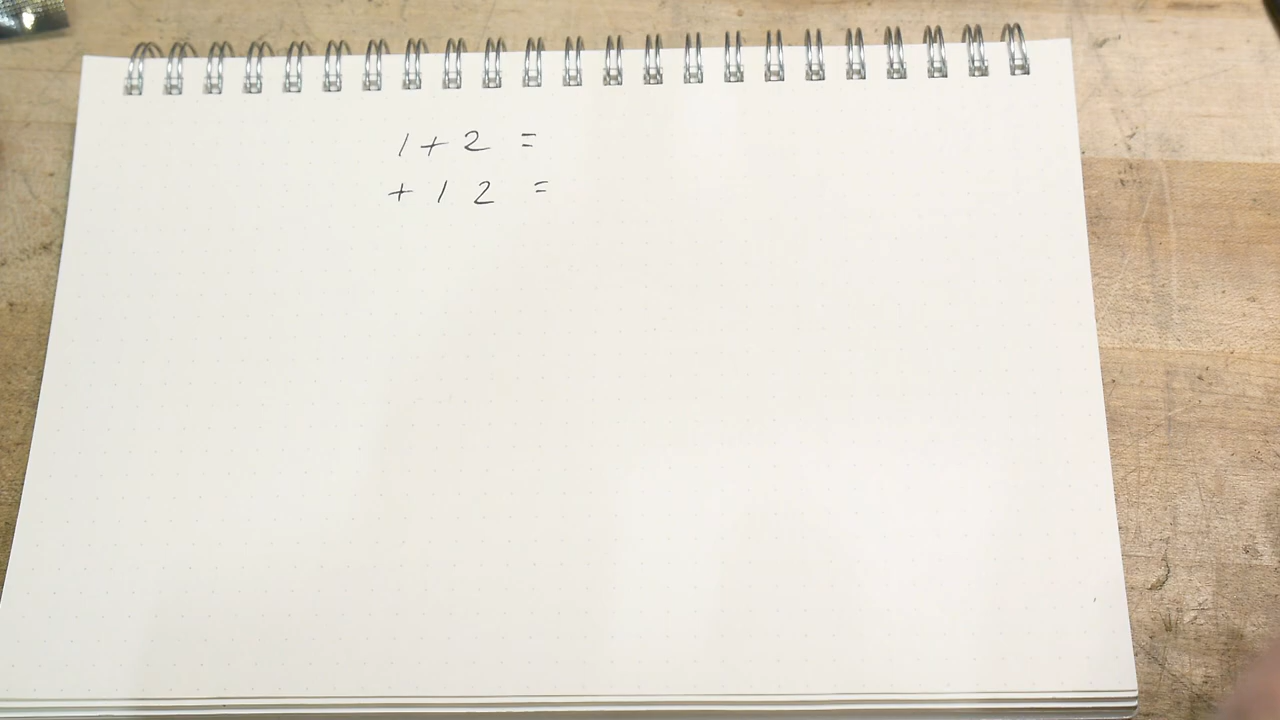 1 + 2 =
+ 1 2 =